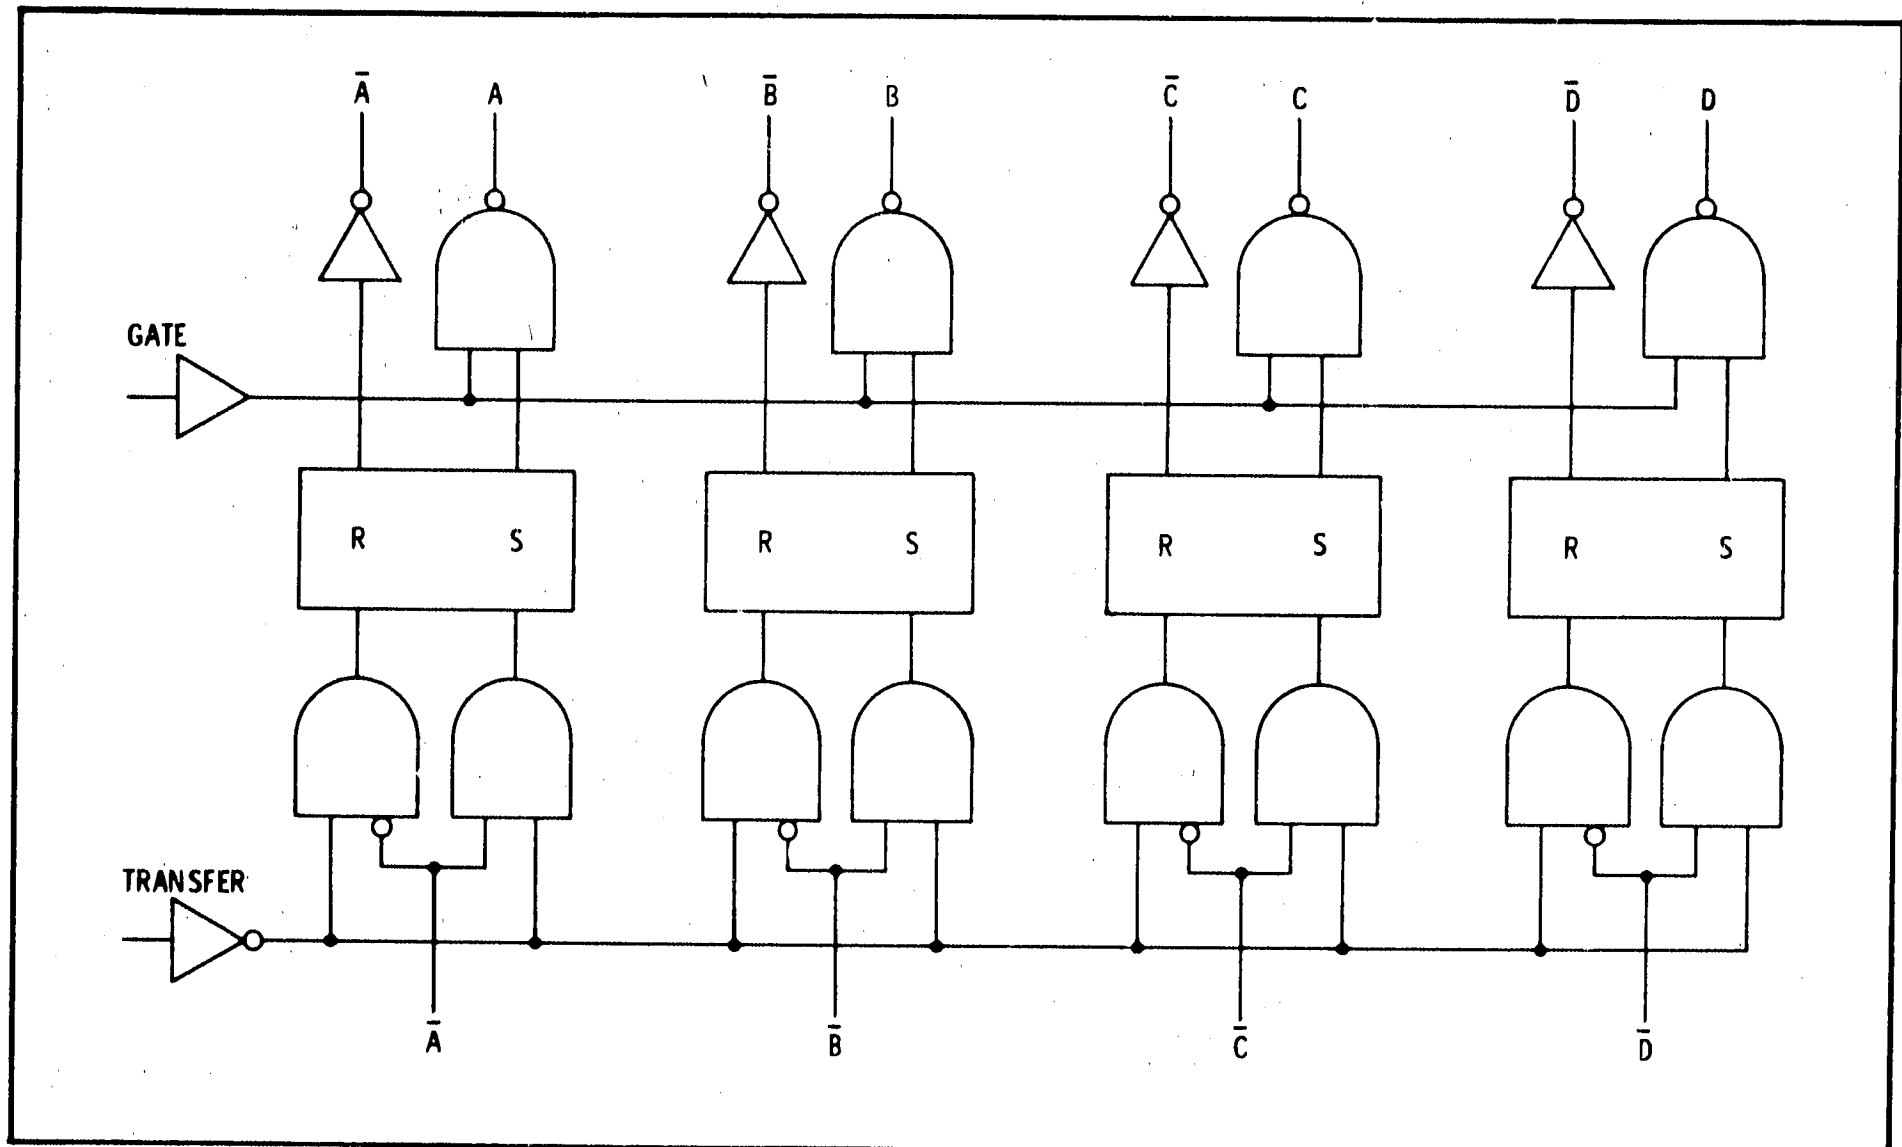 Ā A B̄ B C̄ C D̄ D
GATE
R S R S R S R S
TRANSFER
Ā B̄ C̄ D̄